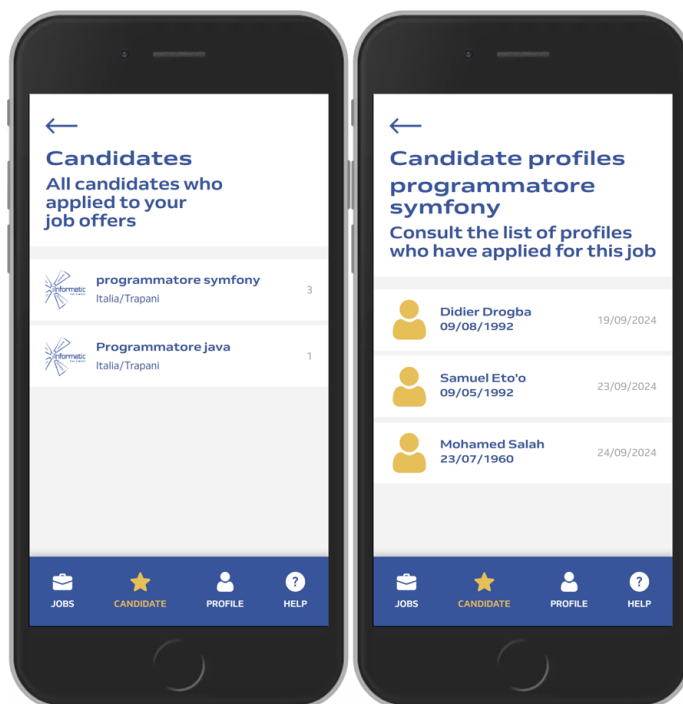 Candidates
All candidates who
applied to your
job offers
informatic
programmatore symfony
Italia/Trapani
3
informatic
Programmatore java
Italia/Trapani
1
JOBS
CANDIDATE
PROFILE
HELP
Candidate profiles
programmatore
symfony
Consult the list of profiles
who have applied for this job
Didier Drogba
09/08/1992
19/09/2024
Samuel Eto'o
09/05/1992
23/09/2024
Mohamed Salah
23/07/1960
24/09/2024
JOBS
CANDIDATE
PROFILE
HELP